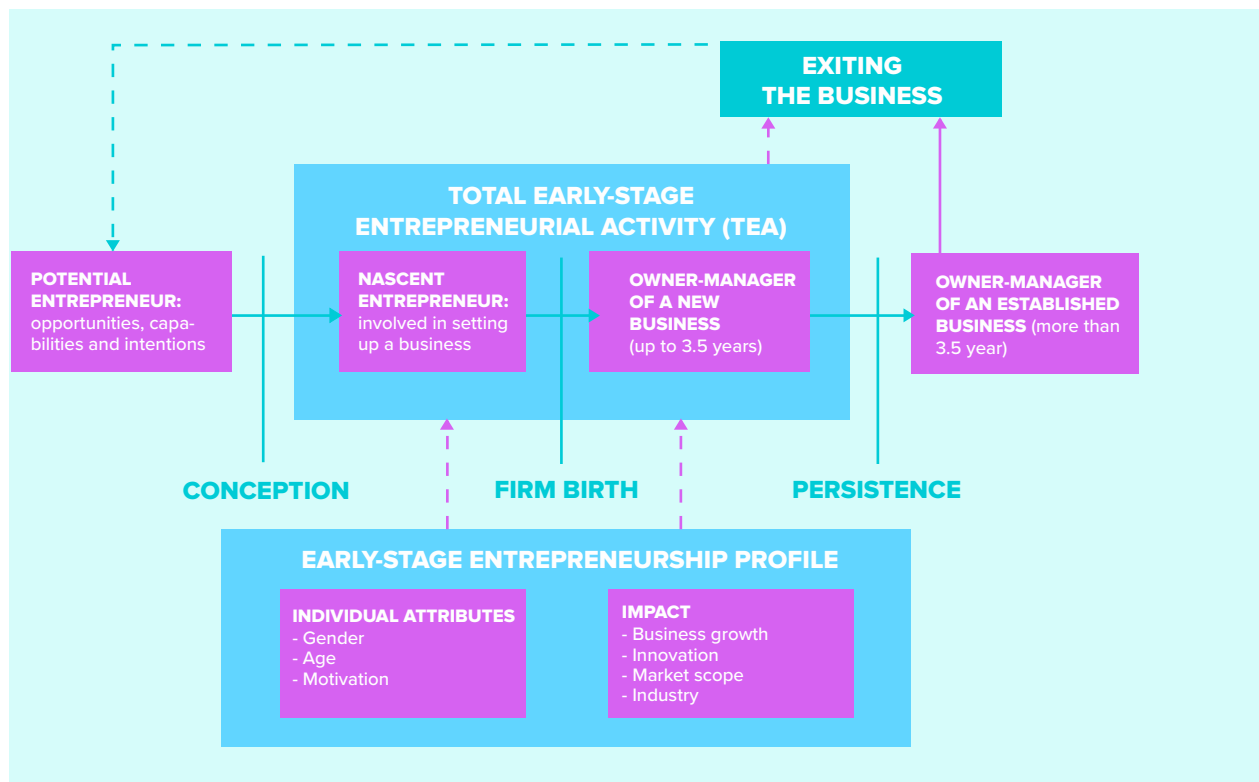 EXITING
THE BUSINESS
TOTAL EARLY-STAGE
ENTREPRENEURIAL ACTIVITY (TEA)
POTENTIAL
ENTREPRENEUR:
opportunities, capa-
bilities and intentions
NASCENT
ENTREPRENEUR:
involved in setting
up a business
OWNER-MANAGER
OF A NEW
BUSINESS
(up to 3.5 years)
OWNER-MANAGER
OF AN ESTABLISHED
BUSINESS (more than
3.5 year)
CONCEPTION
FIRM BIRTH
PERSISTENCE
EARLY-STAGE ENTREPRENEURSHIP PROFILE
INDIVIDUAL ATTRIBUTES
- Gender
- Age
- Motivation
IMPACT
- Business growth
- Innovation
- Market scope
- Industry